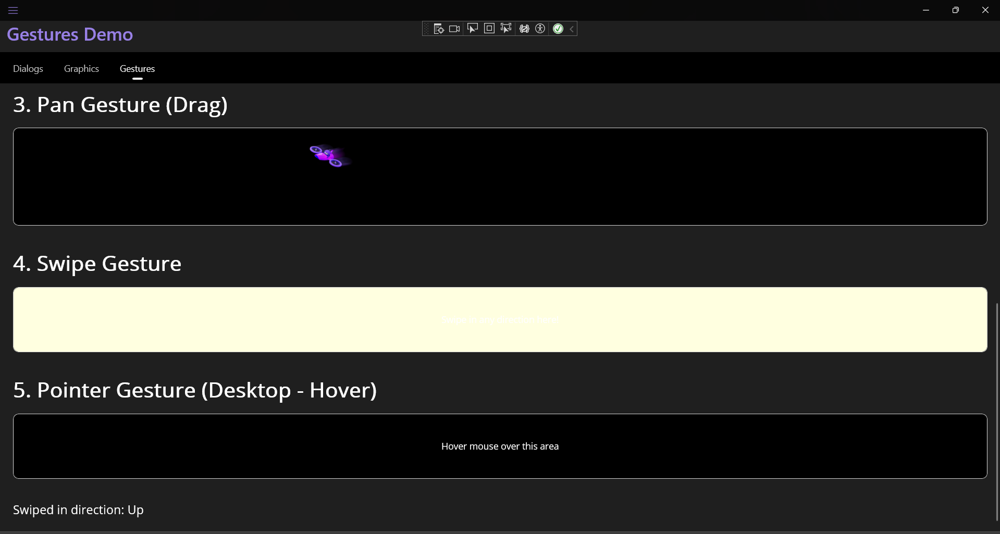 Gestures Demo
Dialogs
Graphics
Gestures
3. Pan Gesture (Drag)
4. Swipe Gesture
Swipe in any direction here!
5. Pointer Gesture (Desktop - Hover)
Hover mouse over this area
Swiped in direction: Up